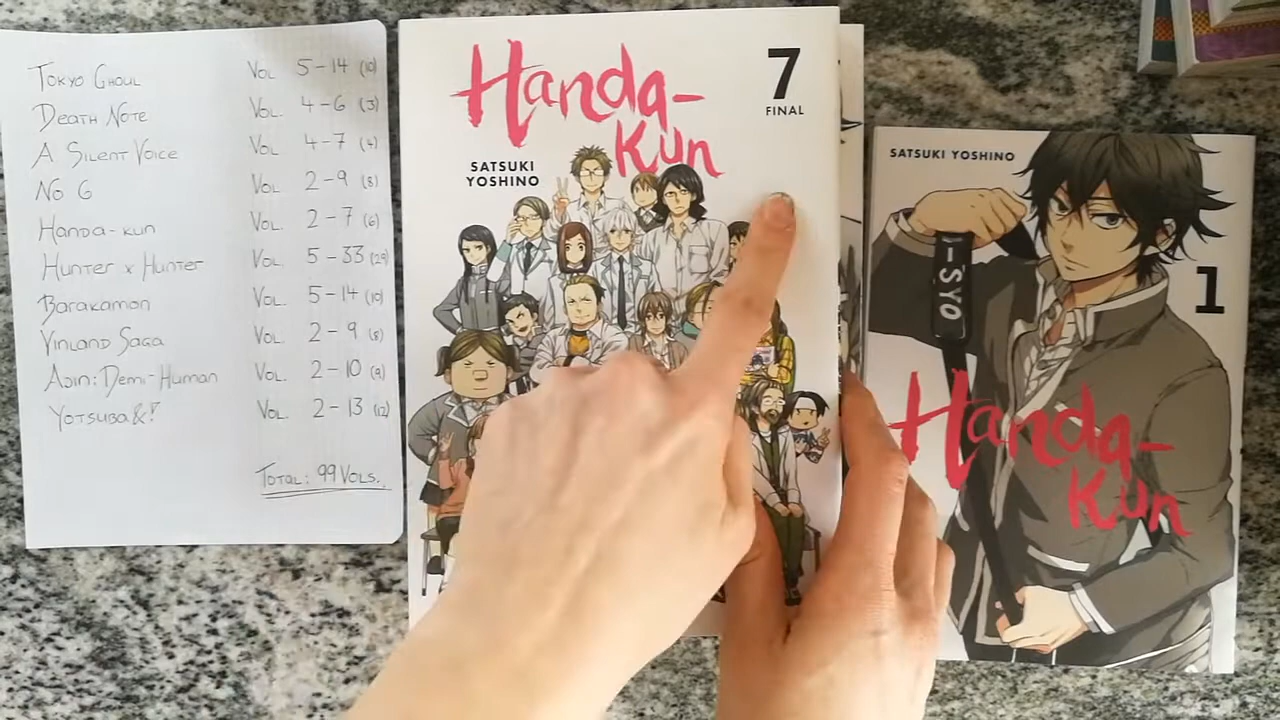 Tokyo Ghoul Vol 5-14 (10)
Death Note Vol. 4-6 (3)
A Silent Voice Vol 4-7 (4)
No 6 Vol 2-9 (8)
Handa-kun Vol. 2-7 (6)
Hunter x Hunter Vol. 5-33 (29)
Barakamon Vol. 5-14 (10)
Vinland Saga Vol. 2-9 (8)
Ajin: Demi-Human Vol. 2-10 (9)
Yotsuba&! Vol. 2-13 (12)
Total: 99 Vols.
Handa-
Kun
7
FINAL
SATSUKI
YOSHINO
SATSUKI YOSHINO
I-SYO
1
Handa-
Kun